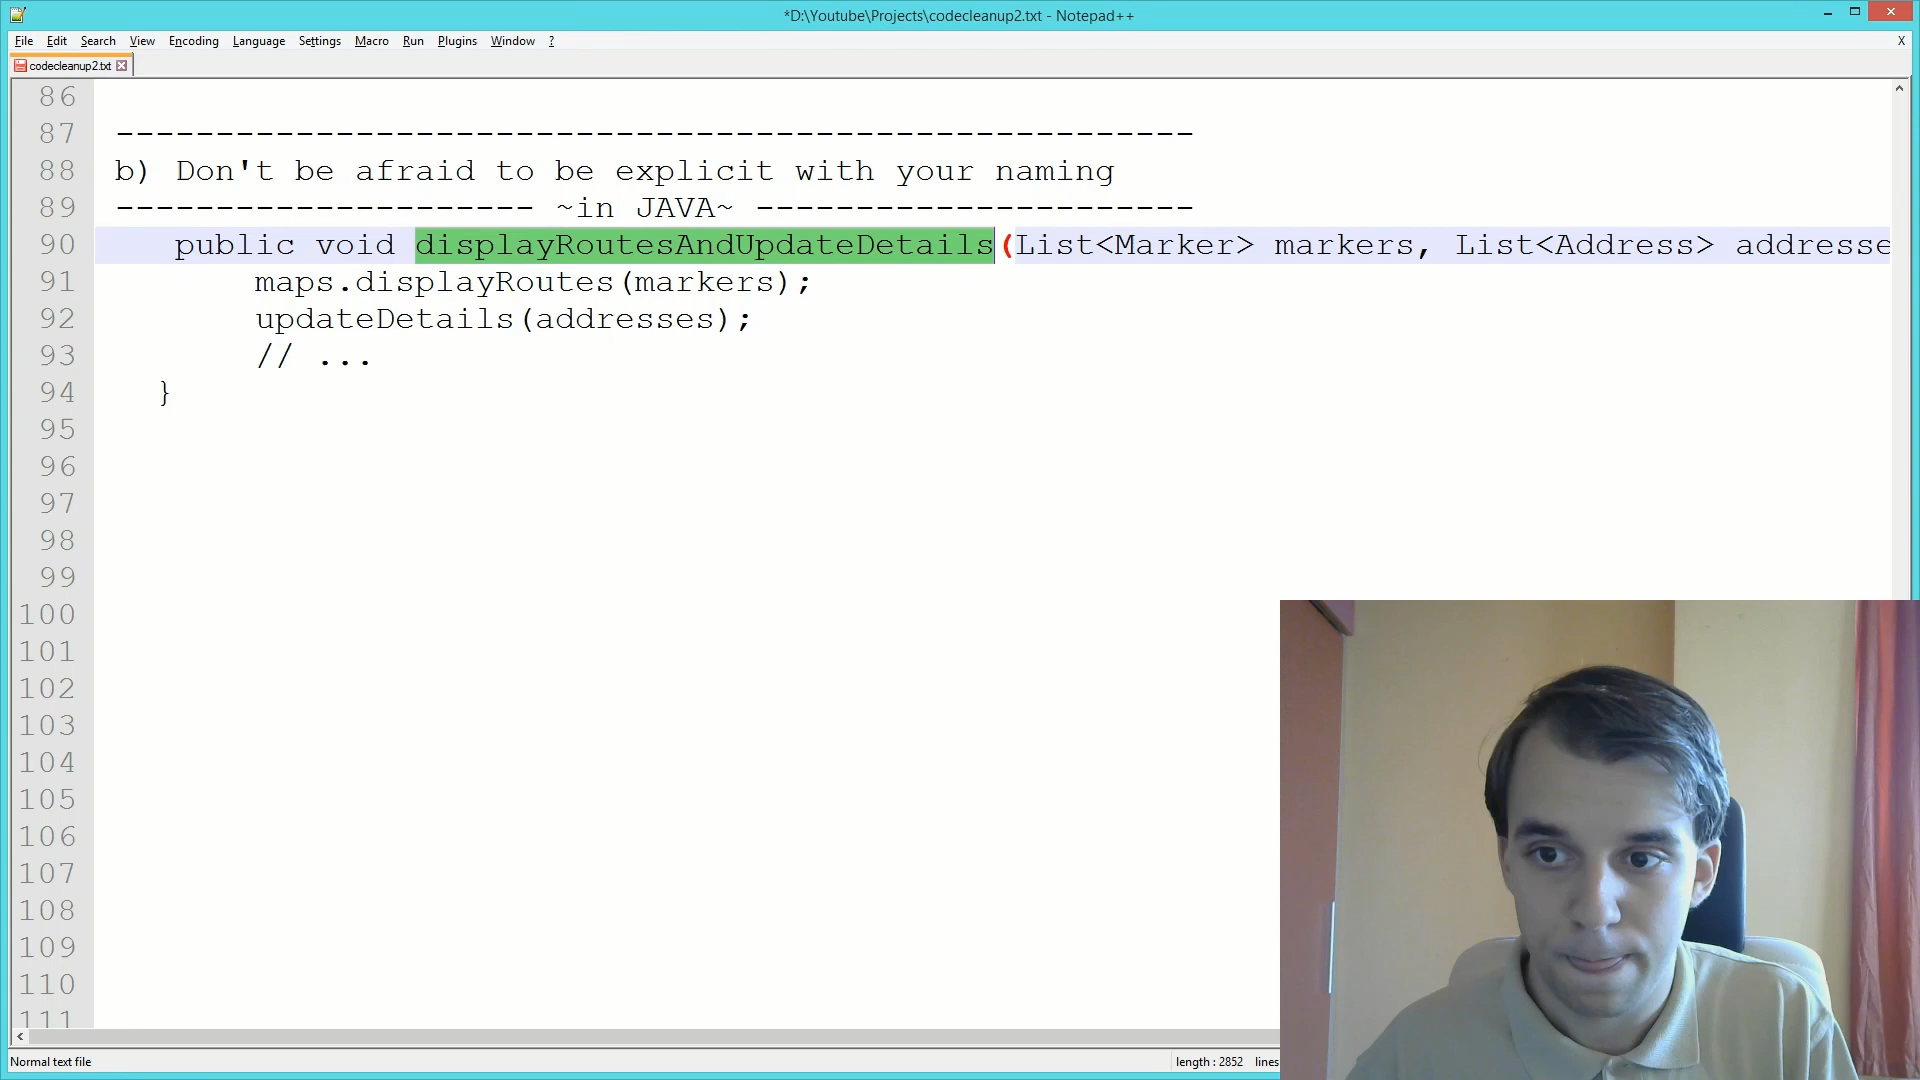 *D:\Youtube\Projects\codecleanup2.txt - Notepad++
File Edit Search View Encoding Language Settings Macro Run Plugins Window ? X
codecleanup2.txt
86
87 ------------------------------------------------------
88 b) Don't be afraid to be explicit with your naming
89 --------------------- ~in JAVA~ ----------------------
90 public void displayRoutesAndUpdateDetails(List<Marker> markers, List<Address> addresse
91 maps.displayRoutes(markers);
92 updateDetails(addresses);
93 // ...
94 }
95
96
97
98
99
100
101
102
103
104
105
106
107
108
109
110
111
Normal text file length : 2852 lines